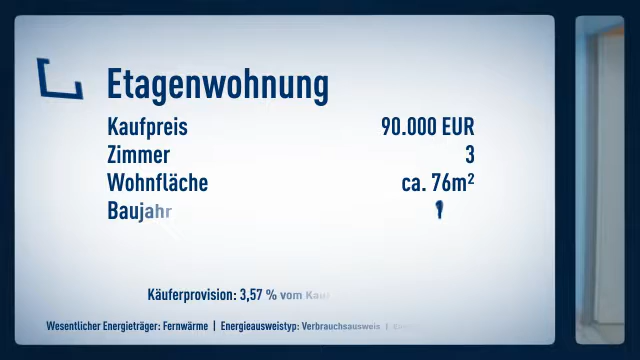 Etagenwohnung
Kaufpreis 90.000 EUR
Zimmer 3
Wohnfläche ca. 76m²
Baujahr
Käuferprovision: 3,57 % vom
Wesentlicher Energieträger: Fernwärme | Energieausweistyp: Verbrauchsausweis |